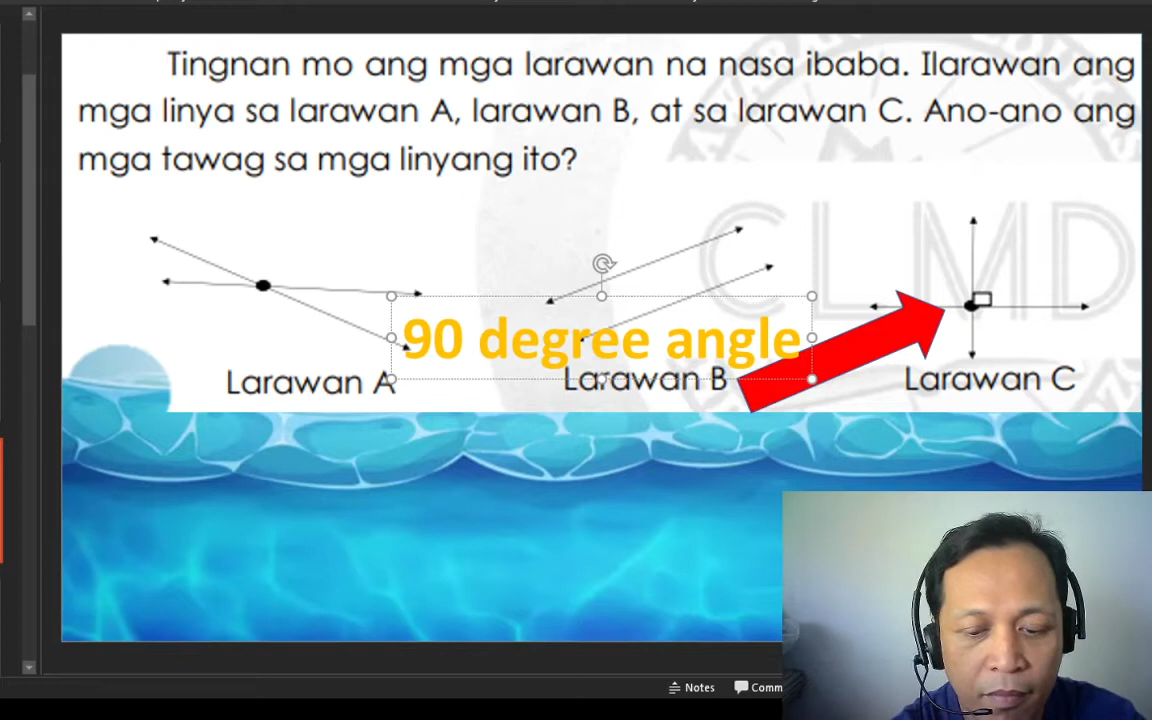 Tingnan mo ang mga larawan na nasa ibaba. Ilarawan ang
mga linya sa larawan A, larawan B, at sa larawan C. Ano-ano ang
mga tawag sa mga linyang ito?
CLMD
90 degree angle
Larawan A
Larawan B
Larawan C
Notes
Comm